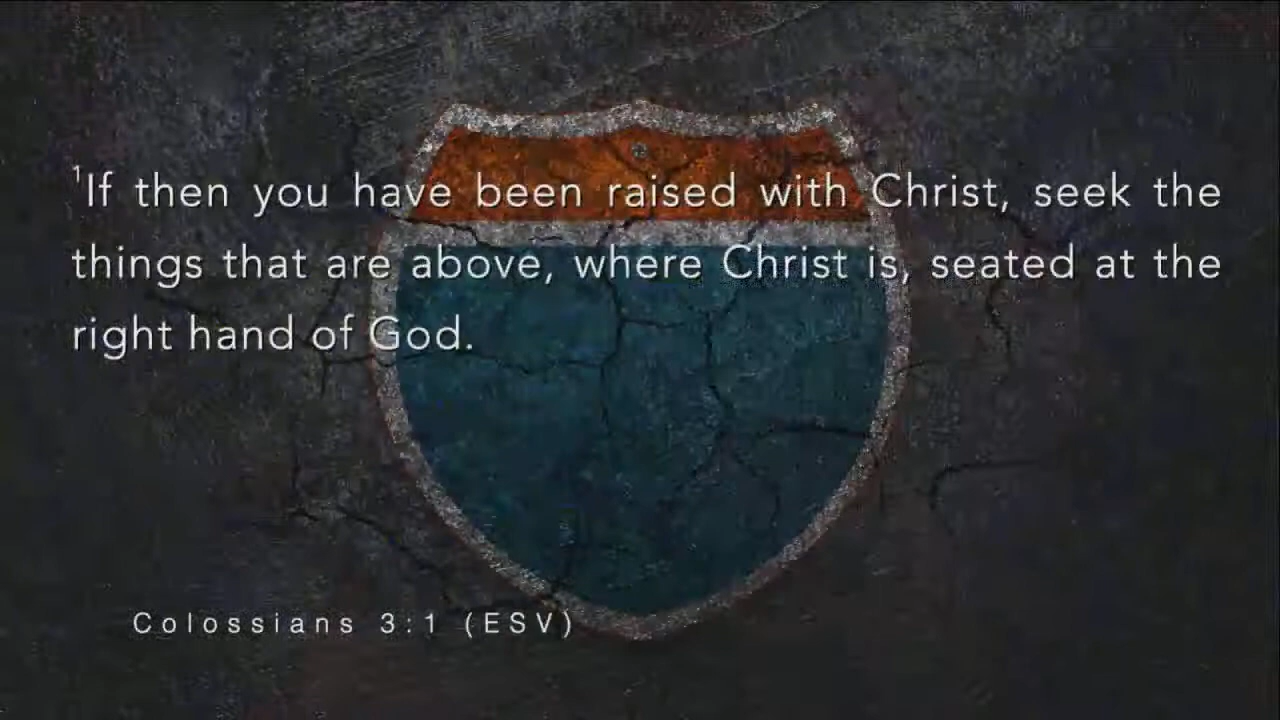 ¹If then you have been raised with Christ, seek the
things that are above, where Christ is, seated at the
right hand of God.
Colossians 3:1 (ESV)